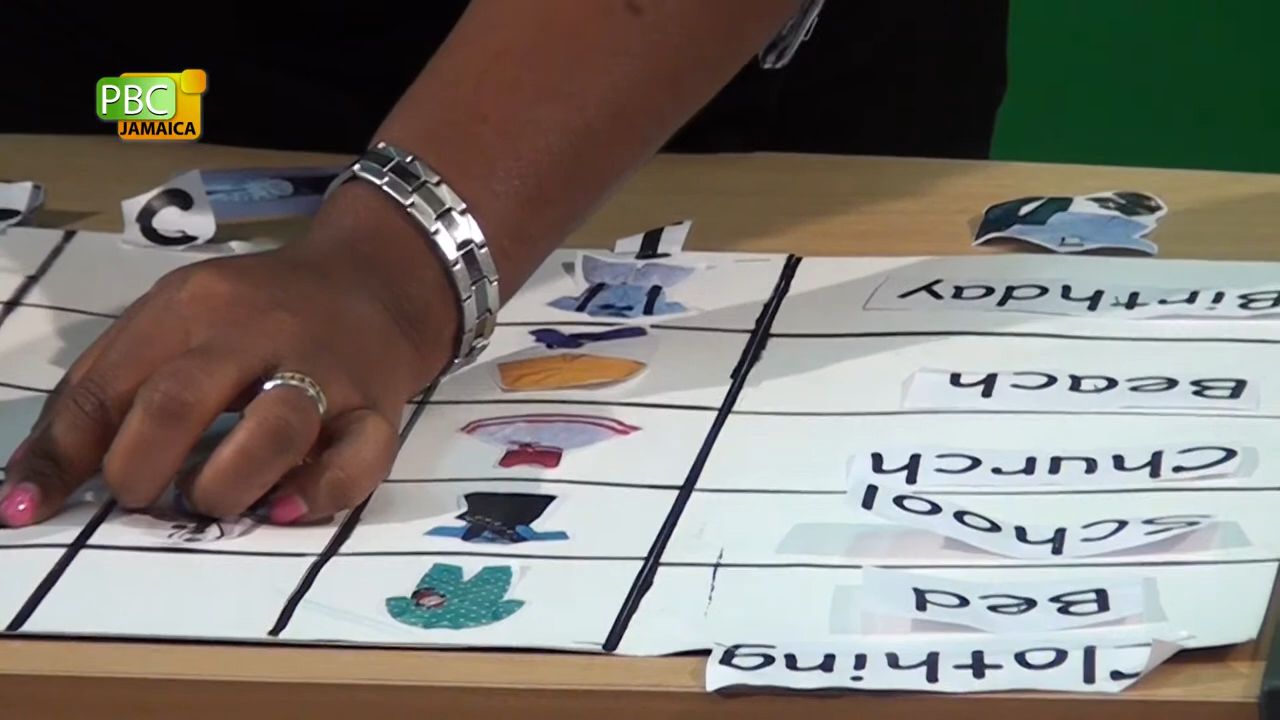 PBC
JAMAICA
C
Birthday
Beach
church
school
Bed
clothing